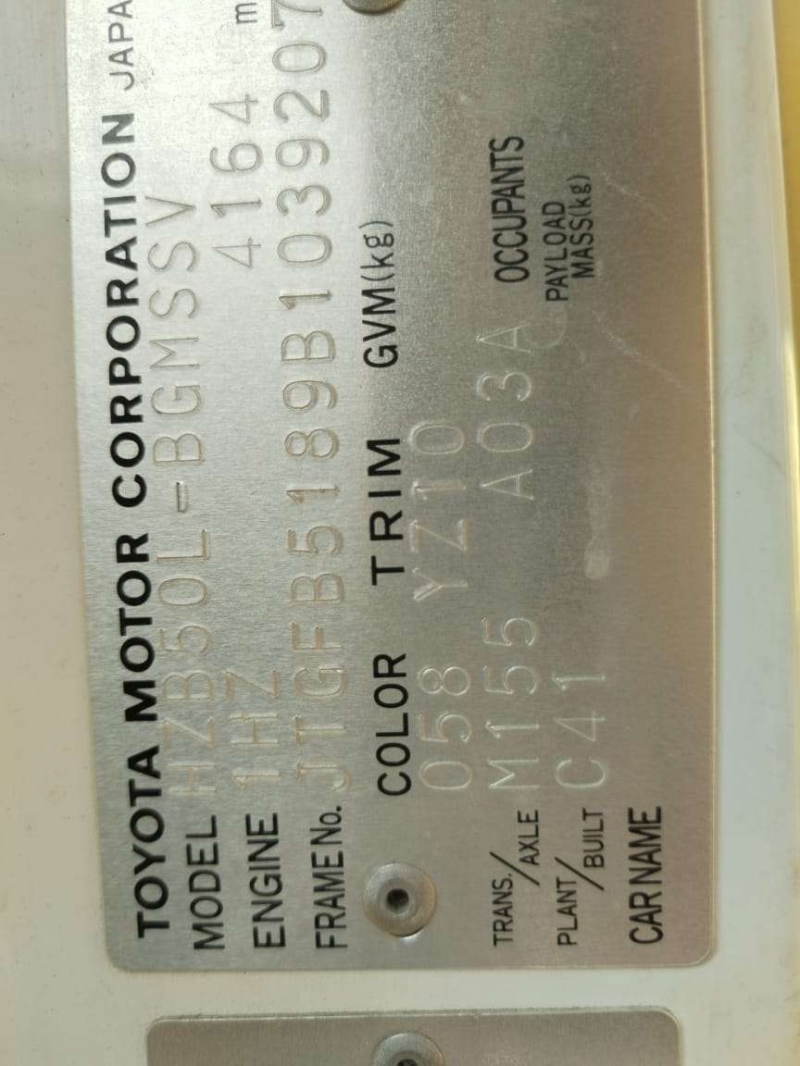 TOYOTA MOTOR CORPORATION JAPA
MODEL HZB50L-BGMSSV
ENGINE 1HZ 4164 m
FRAME No. JTGFB5189B1039207
COLOR TRIM GVM(kg)
058 YZ10
TRANS./AXLE M155 A03A OCCUPANTS
PLANT/BUILT C41 PAYLOAD MASS(kg)
CAR NAME